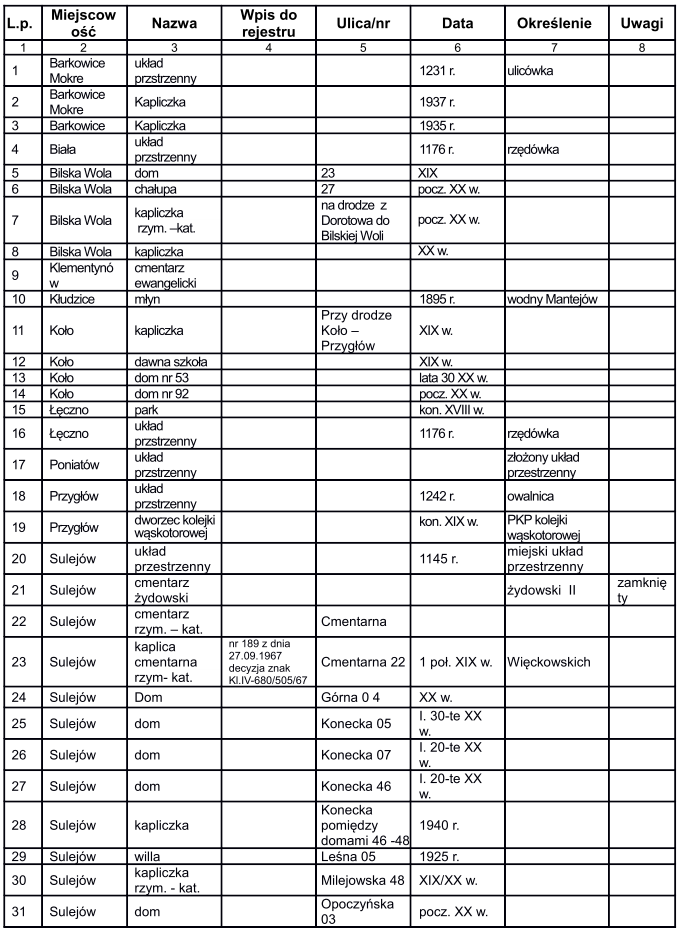 L.p. Miejscow
ość Nazwa Wpis do
rejestru Ulica/nr Data Określenie Uwagi
1 2 3 4 5 6 7 8
1 Barkowice
Mokre układ
przstrzenny 1231 r. ulicówka
2 Barkowice
Mokre Kapliczka 1937 r.
3 Barkowice Kapliczka 1935 r.
4 Biała układ
przstrzenny 1176 r. rzędówka
5 Bilska Wola dom 23 XIX
6 Bilska Wola chałupa 27 pocz. XX w.
7 Bilska Wola kapliczka
rzym. –kat. na drodze z
Dorotowa do
Bilskiej Woli pocz. XX w.
8 Bilska Wola kapliczka XX w.
9 Klementynó
w cmentarz
ewangelicki
10 Kłudzice młyn 1895 r. wodny Mantejów
11 Koło kapliczka Przy drodze
Koło –
Przygłów XIX w.
12 Koło dawna szkoła XIX w.
13 Koło dom nr 53 lata 30 XX w.
14 Koło dom nr 92 pocz. XX w.
15 Łęczno park kon. XVIII w.
16 Łęczno układ
przstrzenny 1176 r. rzędówka
17 Poniatów układ
przstrzenny złożony układ
przestrzenny
18 Przygłów układ
przstrzenny 1242 r. owalnica
19 Przygłów dworzec kolejki
wąskotorowej kon. XIX w. PKP kolejki
wąskotorowej
20 Sulejów układ
przestrzenny 1145 r. miejski układ
przestrzenny
21 Sulejów cmentarz
żydowski żydowski II zamknię
ty
22 Sulejów cmentarz
rzym. – kat. Cmentarna
23 Sulejów kaplica
cmentarna
rzym- kat. nr 189 z dnia
27.09.1967
decyzja znak
Kl.IV-680/505/67 Cmentarna 22 1 poł. XIX w. Więckowskich
24 Sulejów Dom Górna 0 4 XX w.
25 Sulejów dom Konecka 05 l. 30-te XX
w.
26 Sulejów dom Konecka 07 l. 20-te XX
w.
27 Sulejów dom Konecka 46 l. 20-te XX
w.
28 Sulejów kapliczka Konecka
pomiędzy
domami 46 -48 1940 r.
29 Sulejów willa Leśna 05 1925 r.
30 Sulejów kapliczka
rzym. - kat. Milejowska 48 XIX/XX w.
31 Sulejów dom Opoczyńska
03 pocz. XX w.